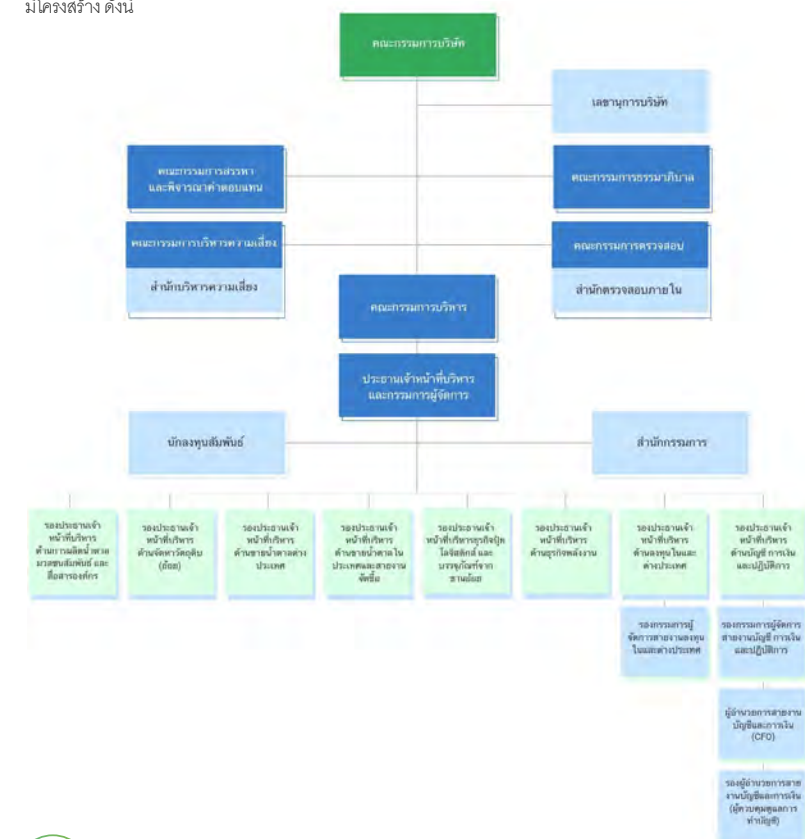 มีโครงสร้าง ดังนี้
คณะกรรมการบริษัท
เลขานุการบริษัท
คณะกรรมการสรรหา
และพิจารณาค่าตอบแทน
คณะกรรมการธรรมาภิบาล
คณะกรรมการบริหารความเสี่ยง
คณะกรรมการตรวจสอบ
สำนักบริหารความเสี่ยง
สำนักตรวจสอบภายใน
คณะกรรมการบริหาร
ประธานเจ้าหน้าที่บริหาร
และกรรมการผู้จัดการ
นักลงทุนสัมพันธ์
สำนักกรรมการ
รองประธานเจ้า
หน้าที่บริหาร
ด้านการผลิตน้ำตาล
มวลชนสัมพันธ์ และ
สื่อสารองค์กร
รองประธานเจ้า
หน้าที่บริหาร
ด้านจัดหาวัตถุดิบ
(อ้อย)
รองประธานเจ้า
หน้าที่บริหาร
ด้านขายน้ำตาลต่าง
ประเทศ
รองประธานเจ้า
หน้าที่บริหาร
ด้านขายน้ำตาลใน
ประเทศและสายงาน
จัดซื้อ
รองประธานเจ้า
หน้าที่บริหารธุรกิจปุ๋ย
โลจิสติกส์ และ
บรรจุภัณฑ์จาก
ชานอ้อย
รองประธานเจ้า
หน้าที่บริหาร
ด้านธุรกิจพลังงาน
รองประธานเจ้า
หน้าที่บริหาร
ด้านลงทุนในและ
ต่างประเทศ
รองประธานเจ้า
หน้าที่บริหาร
ด้านบัญชี การเงิน
และปฏิบัติการ
รองกรรมการผู้
จัดการสายงานลงทุน
ในและต่างประเทศ
รองกรรมการผู้จัดการ
สายงานบัญชี การเงิน
และปฏิบัติการ
ผู้อำนวยการสายงาน
บัญชีและการเงิน
(CFO)
รองผู้อำนวยการสาย
งานบัญชีและการเงิน
(ผู้ควบคุมดูแลการ
ทำบัญชี)